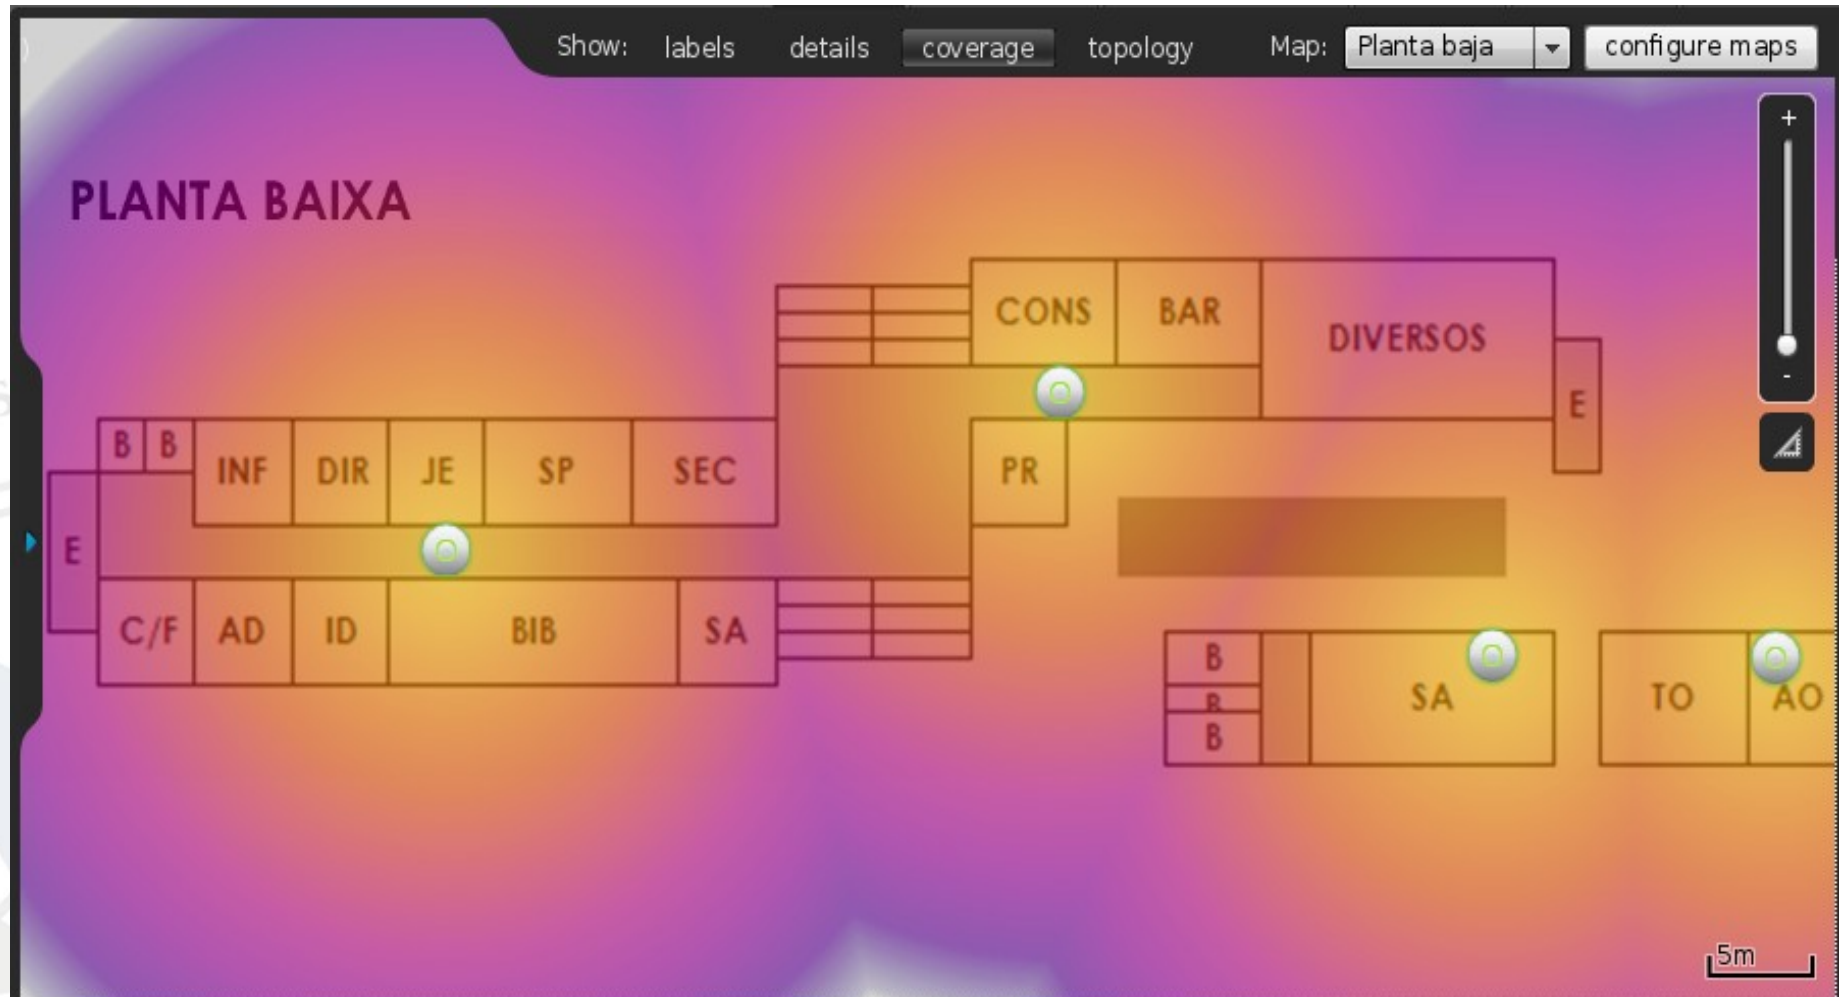 Show: labels details coverage topology Map: Planta baja configure maps
+
-
PLANTA BAIXA
CONS BAR DIVERSOS
E
B B INF DIR JE SP SEC PR
E
C/F AD ID BIB SA
B
B
B
SA TO AO
5m